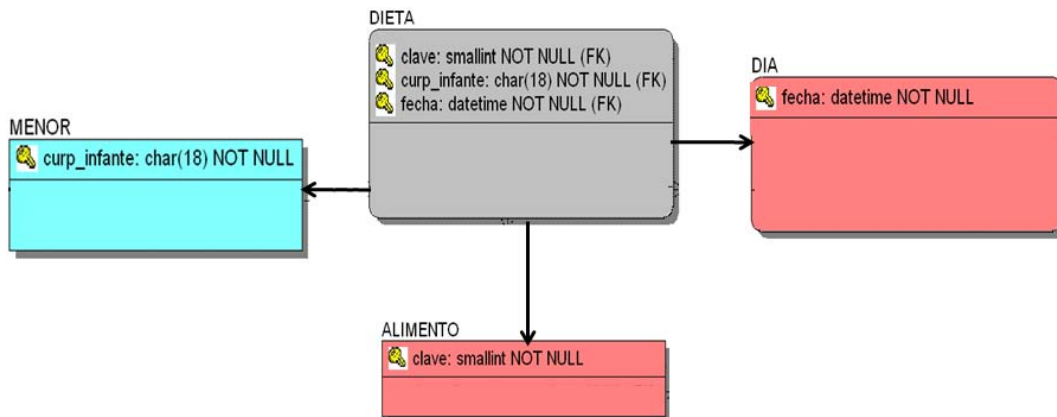 DIETA
clave: smallint NOT NULL (FK)
curp_infante: char(18) NOT NULL (FK)
fecha: datetime NOT NULL (FK)
DIA
fecha: datetime NOT NULL
MENOR
curp_infante: char(18) NOT NULL
ALIMENTO
clave: smallint NOT NULL